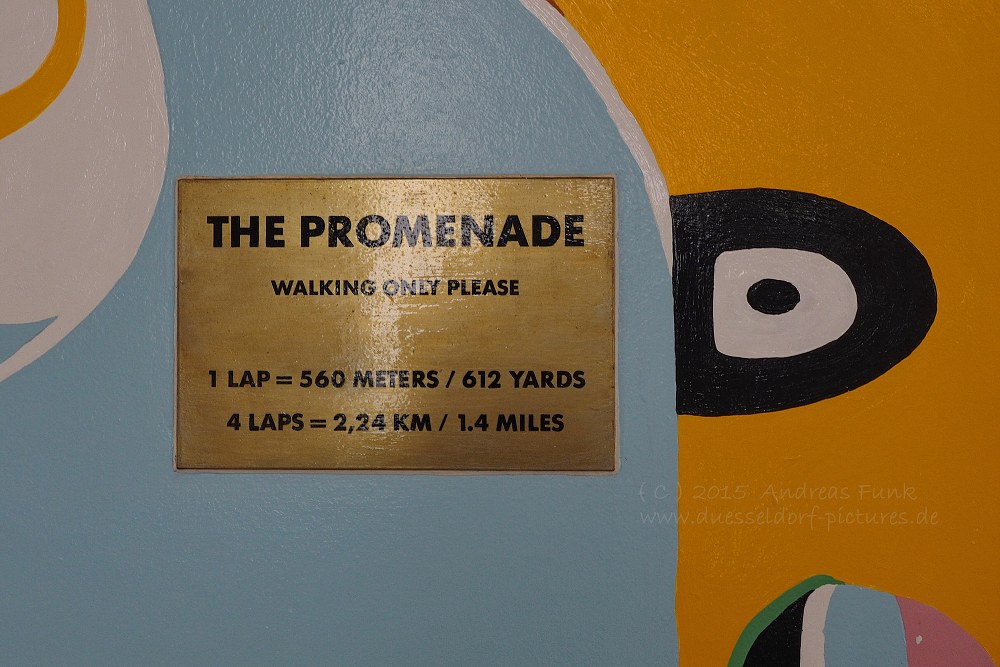 THE PROMENADE
WALKING ONLY PLEASE
1 LAP = 560 METERS / 612 YARDS
4 LAPS = 2,24 KM / 1.4 MILES
( C ) 2015 Andreas Funk
www.duesseldorf-pictures.de